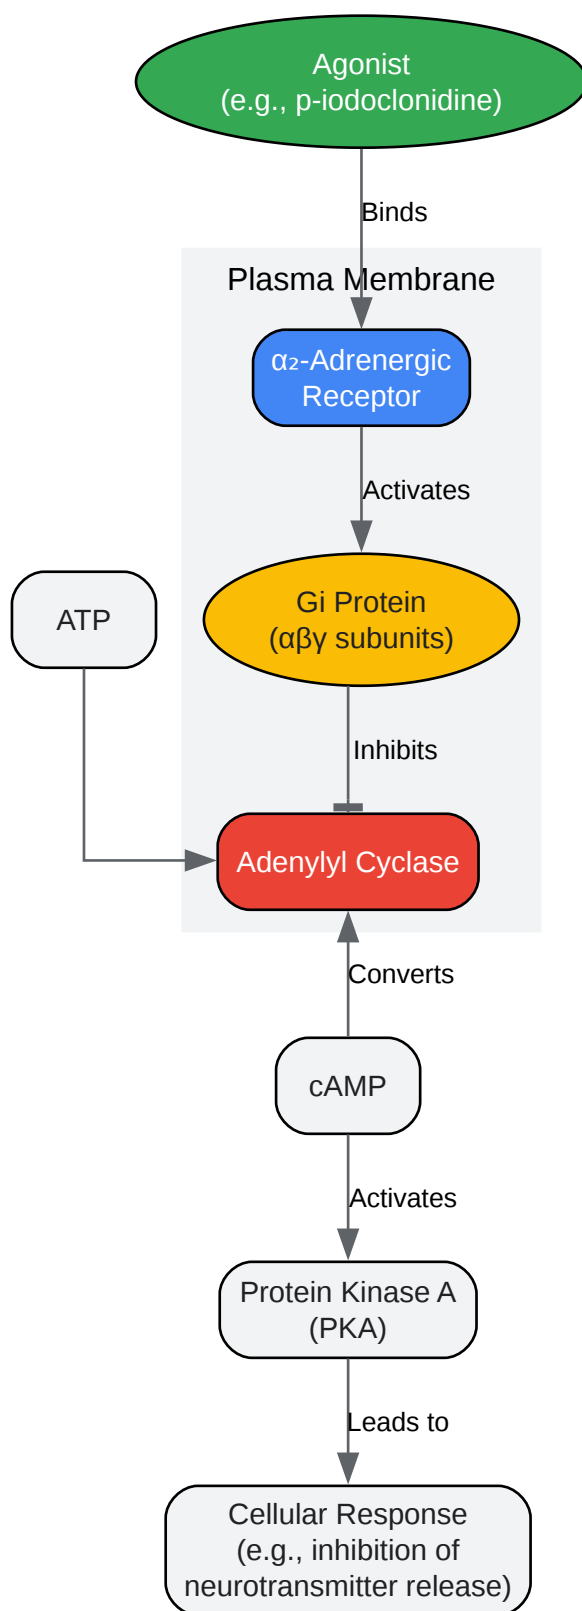 Agonist
(e.g., p-iodoclonidine)
Binds
Plasma Membrane
α₂-Adrenergic
Receptor
Activates
Gi Protein
(αβγ subunits)
ATP
Inhibits
Adenylyl Cyclase
Converts
cAMP
Activates
Protein Kinase A
(PKA)
Leads to
Cellular Response
(e.g., inhibition of
neurotransmitter release)